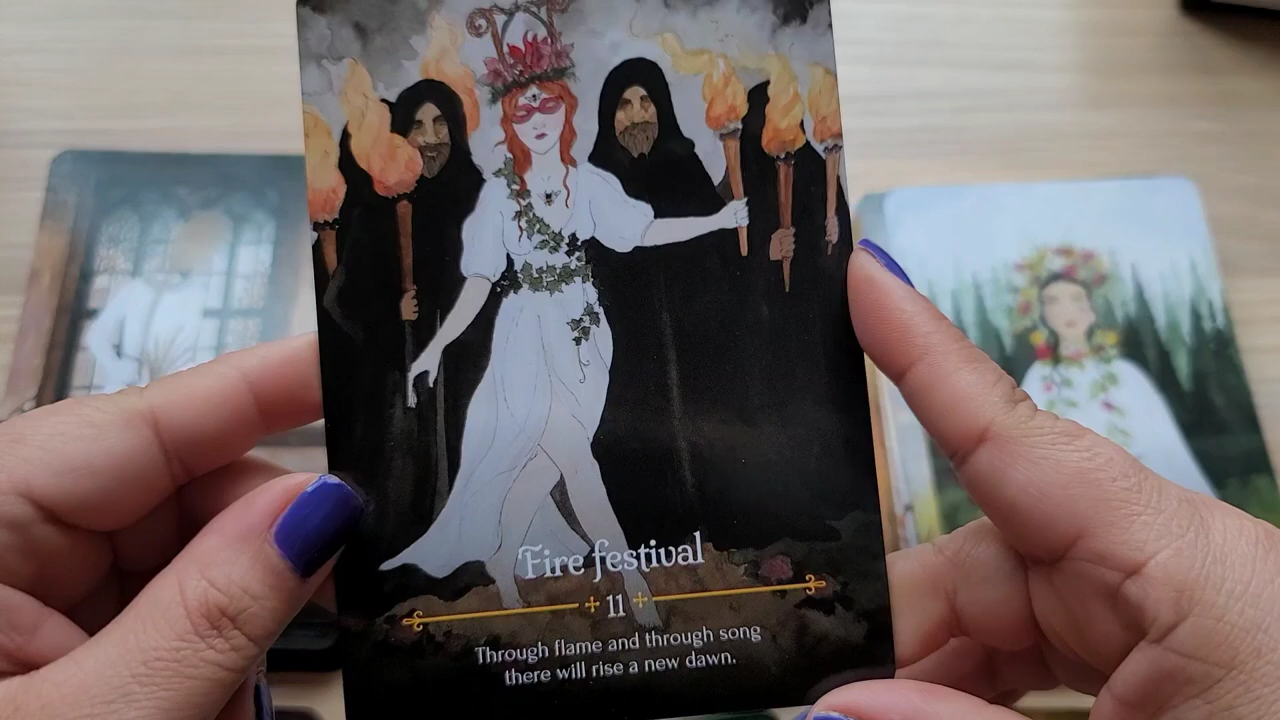 Fire festival
11
Through flame and through song
there will rise a new dawn.